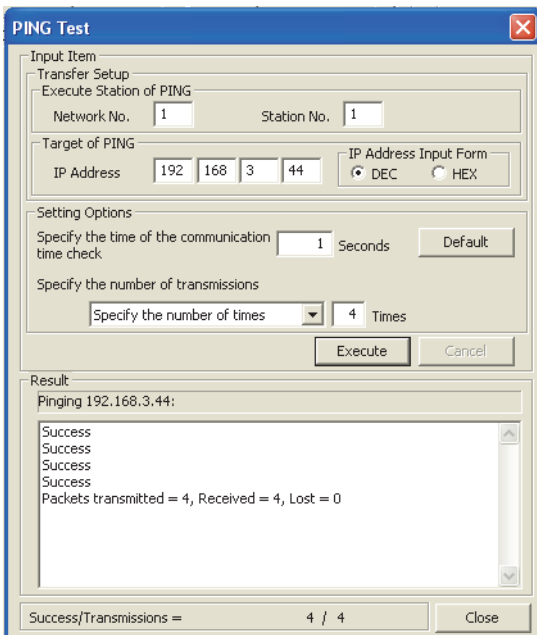 PING Test
Input Item
Transfer Setup
Execute Station of PING
Network No. 1 Station No. 1
Target of PING
IP Address Input Form
IP Address 192 168 3 44 DEC HEX
Setting Options
Specify the time of the communication
time check 1 Seconds Default
Specify the number of transmissions
Specify the number of times 4 Times
Execute Cancel
Result
Pinging 192.168.3.44:
Success
Success
Success
Success
Packets transmitted = 4, Received = 4, Lost = 0
Success/Transmissions = 4 / 4 Close